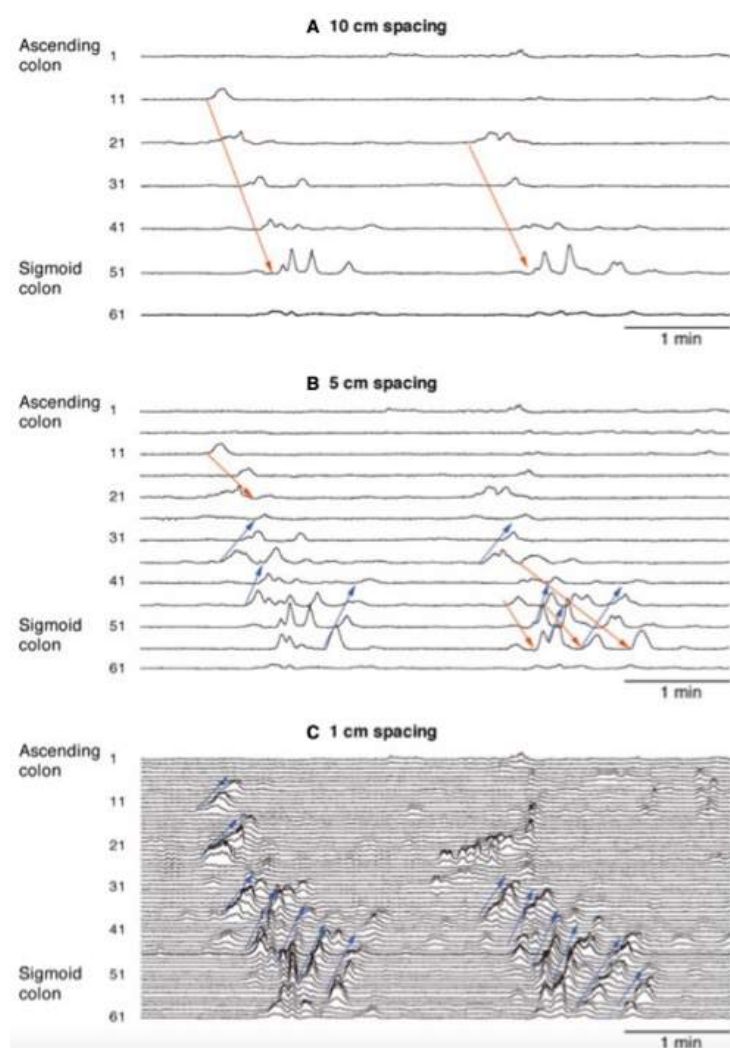 A 10 cm spacing
Ascending
colon
1
11
21
31
41
Sigmoid
colon
51
61
1 min
B 5 cm spacing
Ascending
colon
1
11
21
31
41
Sigmoid
colon
51
61
1 min
C 1 cm spacing
Ascending
colon
1
11
21
31
41
Sigmoid
colon
51
61
1 min